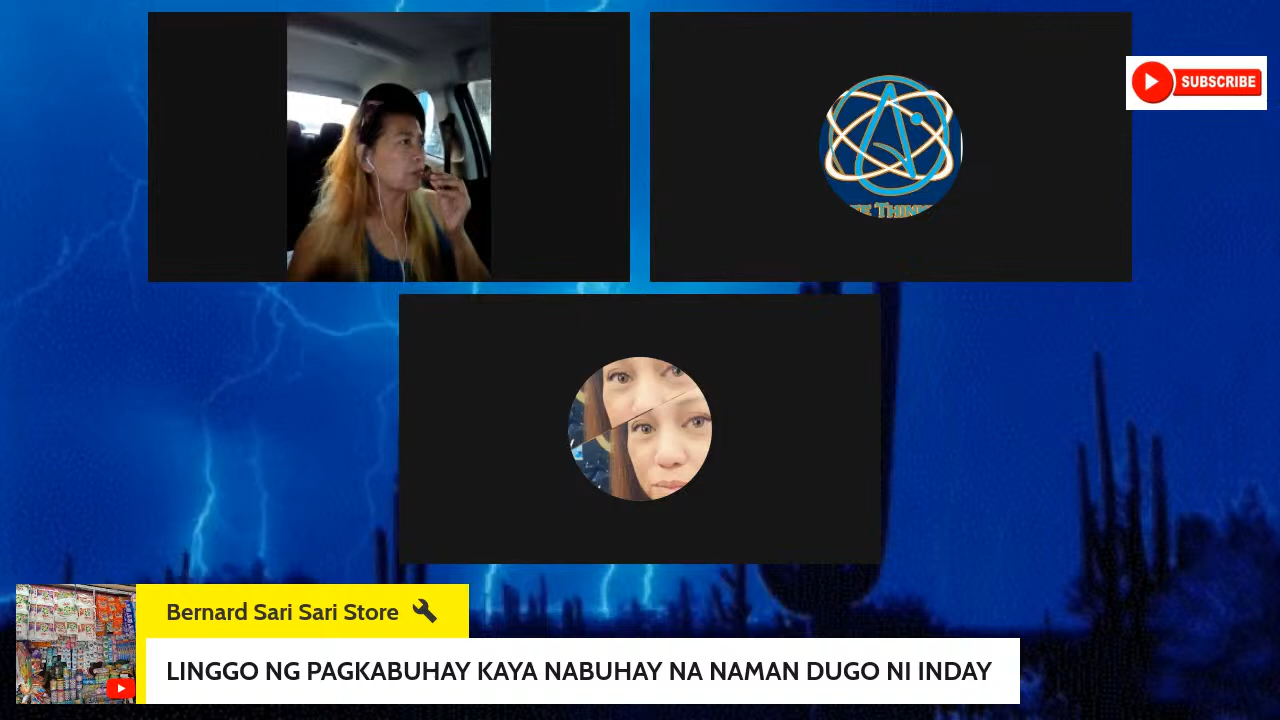 SUBSCRIBE
Bernard Sari Sari Store
LINGGO NG PAGKABUHAY KAYA NABUHAY NA NAMAN DUGO NI INDAY